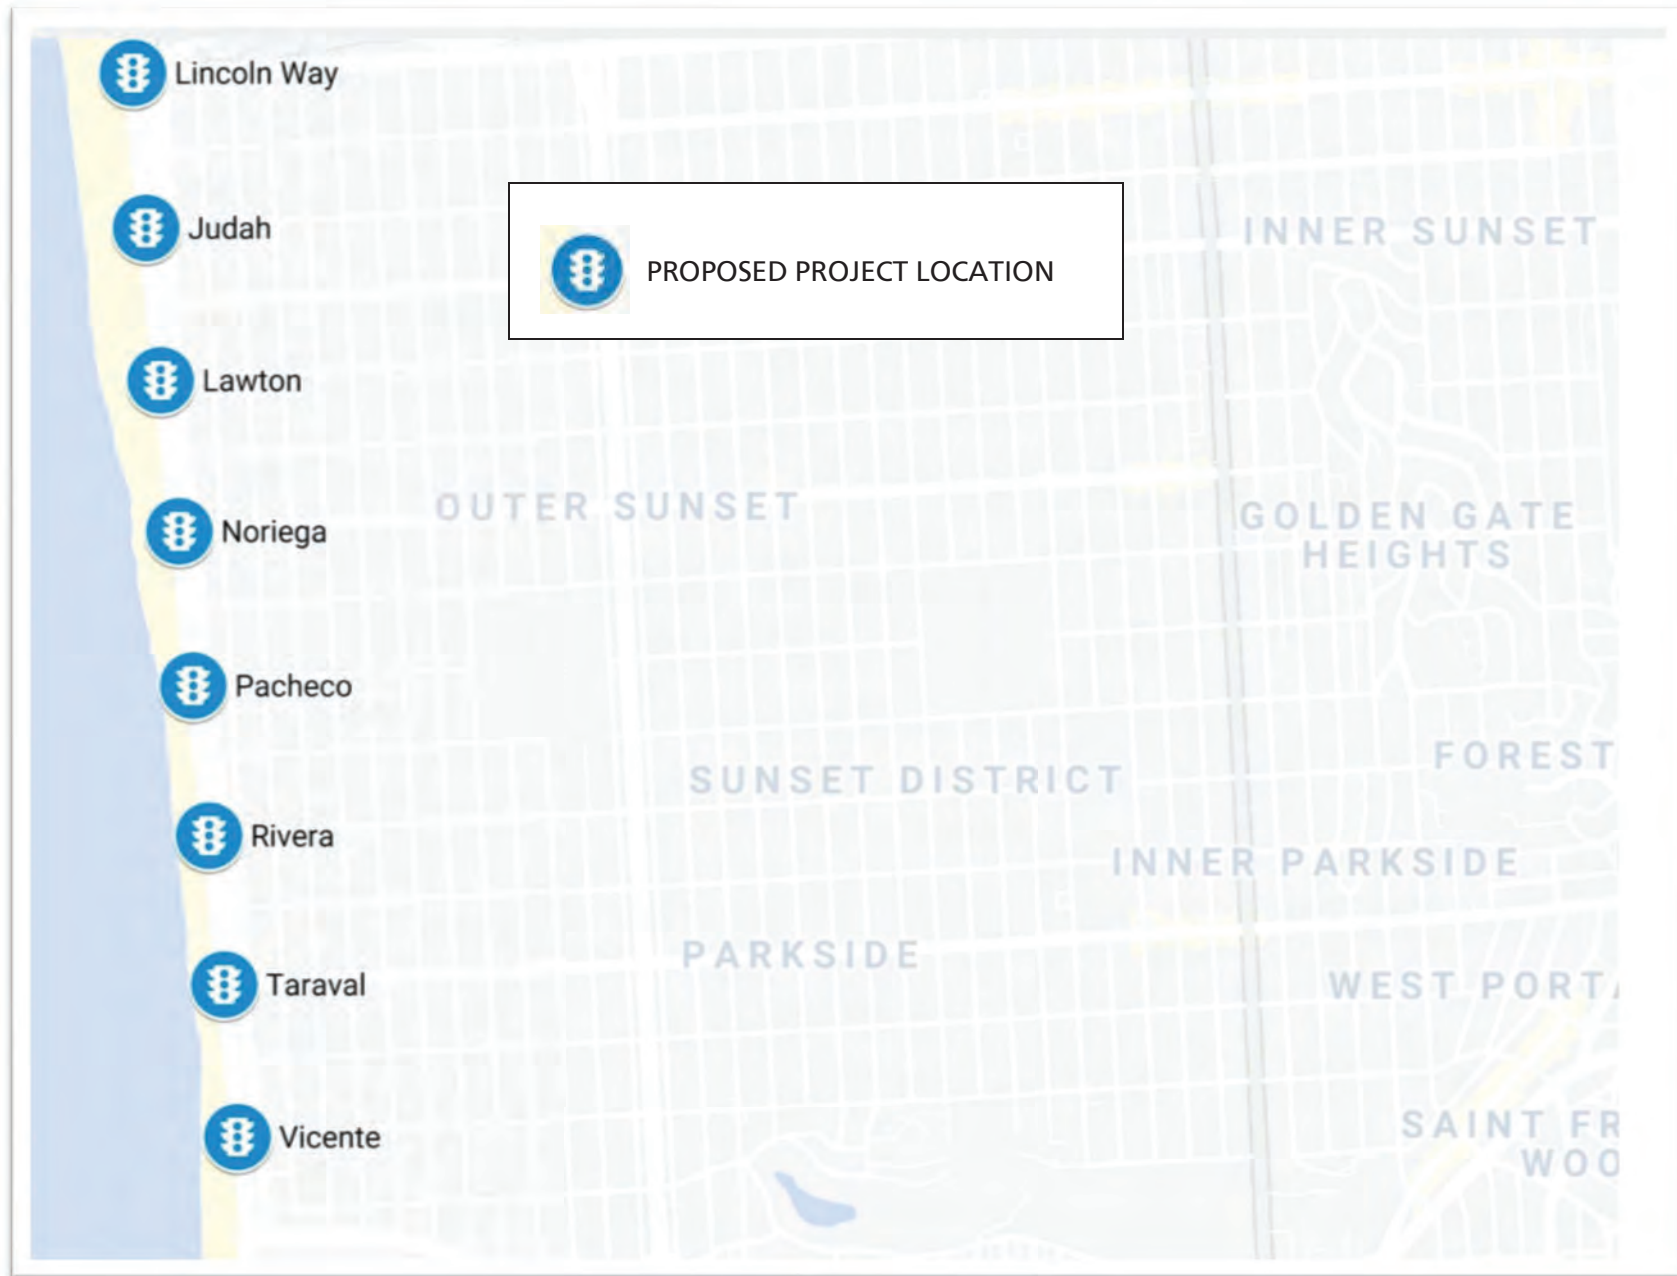 Lincoln Way
Judah
PROPOSED PROJECT LOCATION
INNER SUNSET
Lawton
OUTER SUNSET
Noriega
GOLDEN GATE
HEIGHTS
Pacheco
SUNSET DISTRICT
FOREST
Rivera
INNER PARKSIDE
PARKSIDE
Taraval
WEST PORTA
Vicente
SAINT FR
WOO